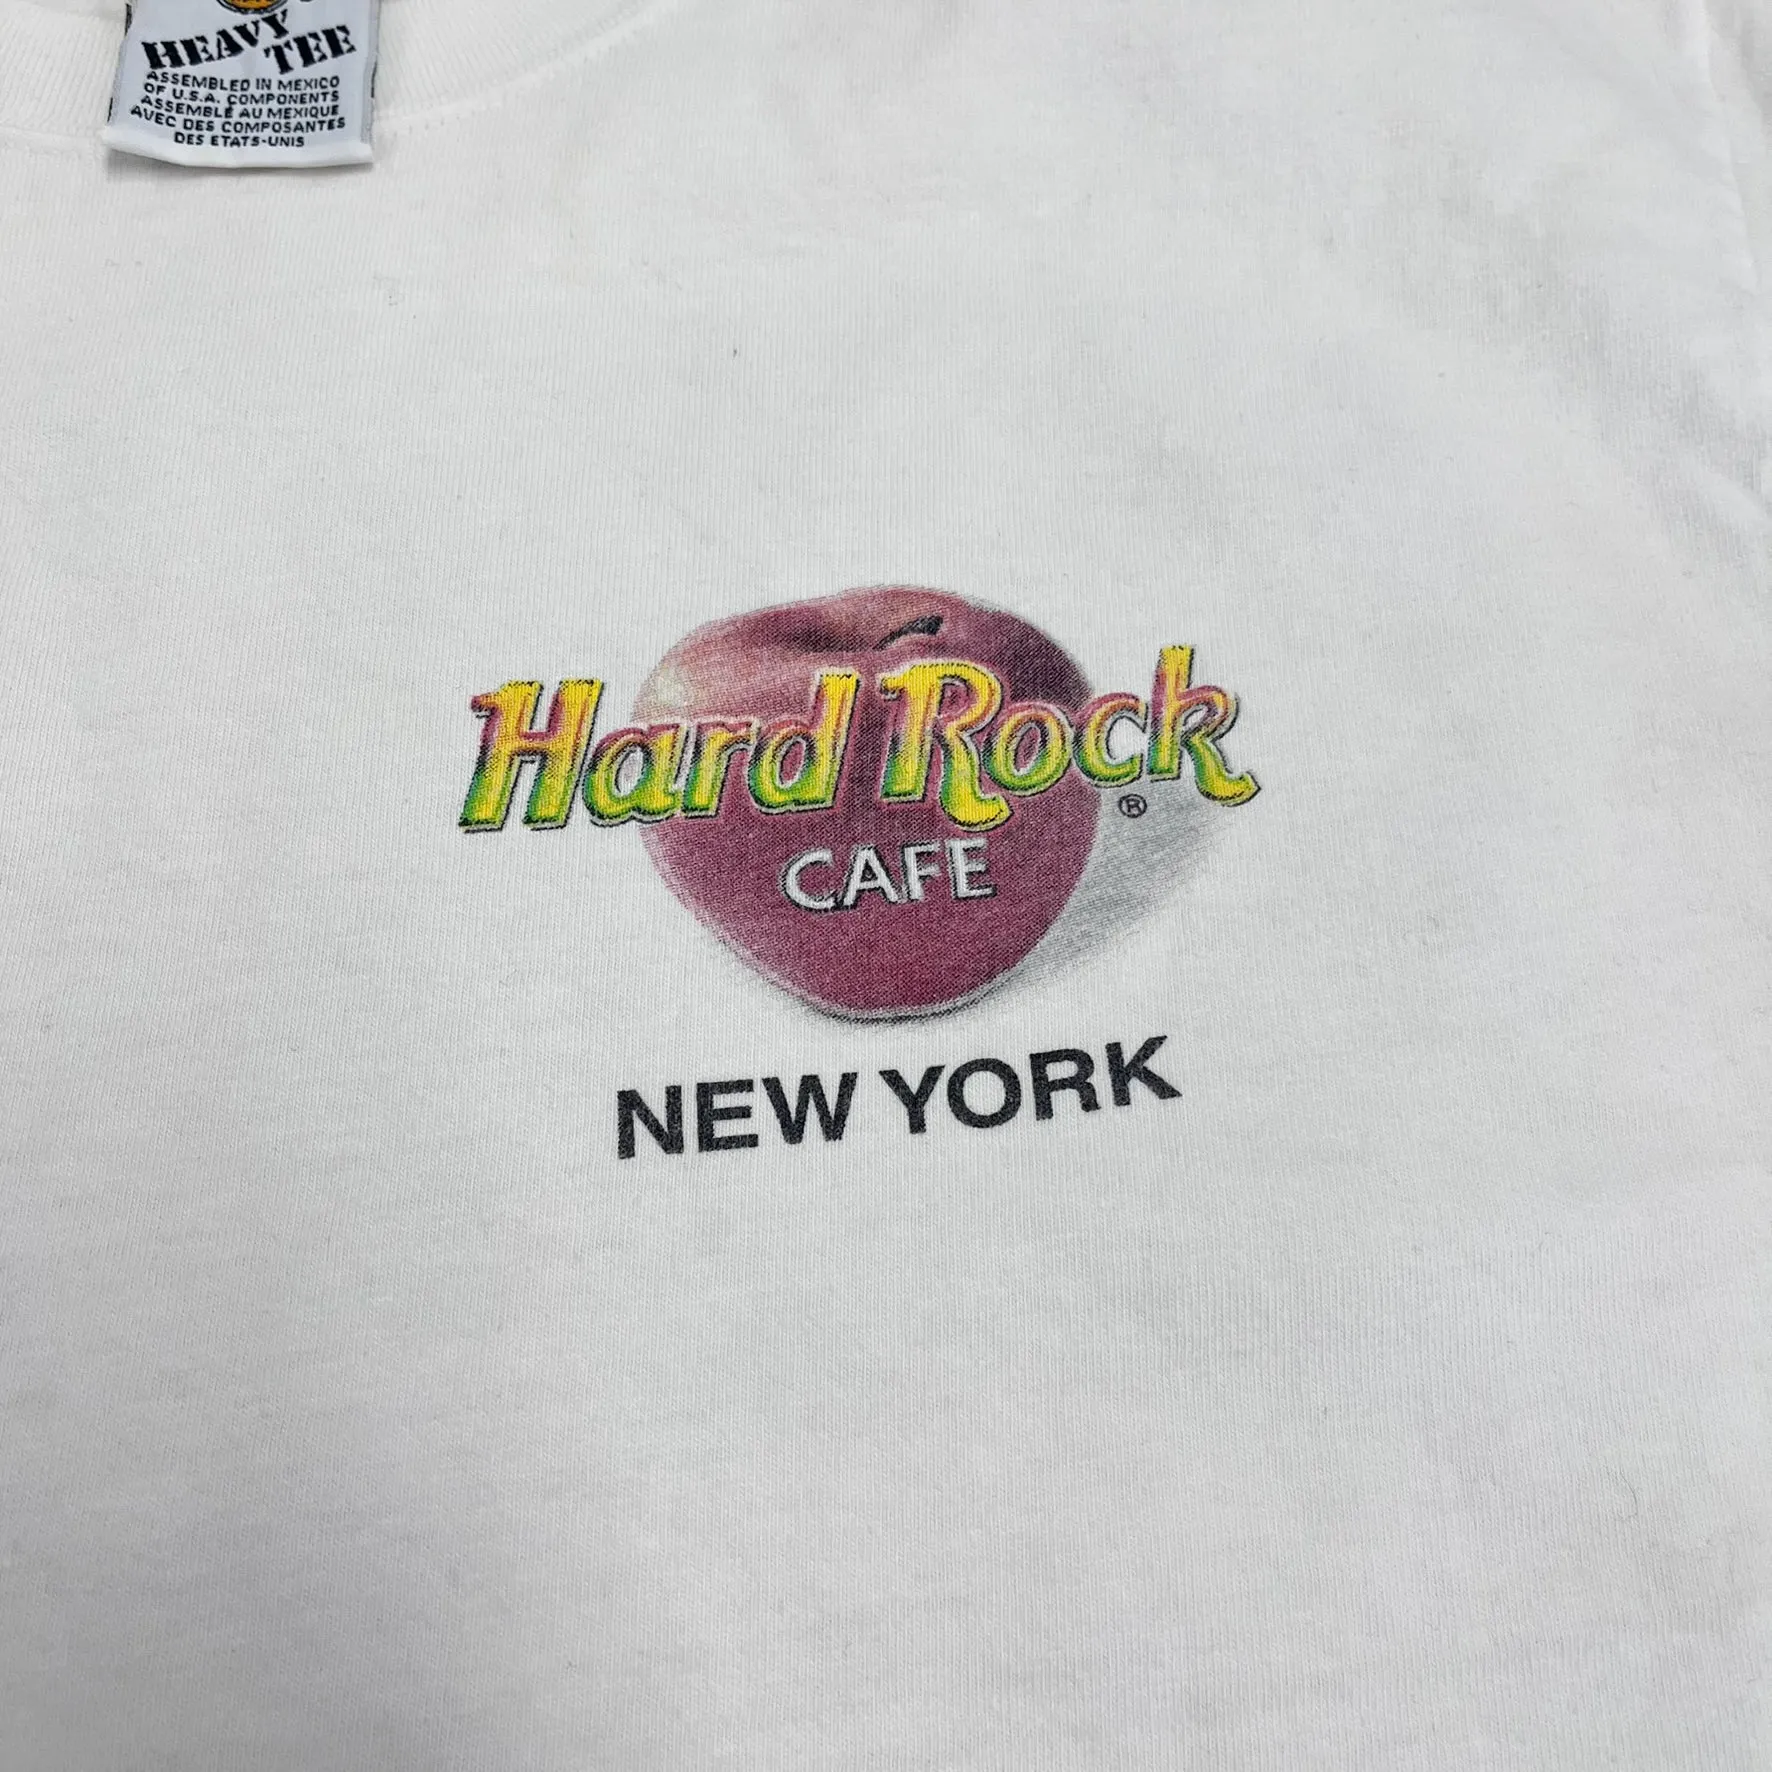 HEAVY
TEE
ASSEMBLED IN MEXICO
OF U.S.A. COMPONENTS
ASSEMBLÉ AU MEXIQUE
AVEC DES COMPOSANTES
DES ETATS-UNIS
Hard Rock
®
CAFE
NEW YORK